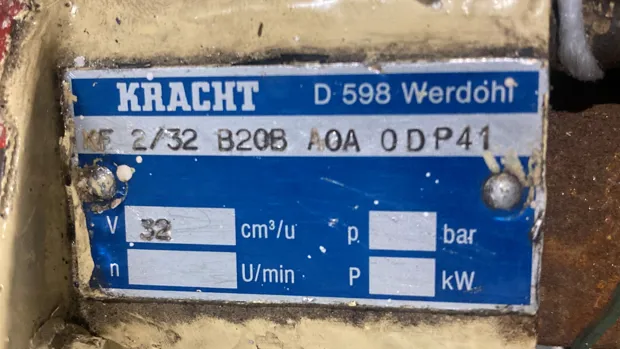 KRACHT D 598 Werdohl
KF 2/32 B20B A0A 0DP41
V 32 cm³/u p bar
n U/min P kW